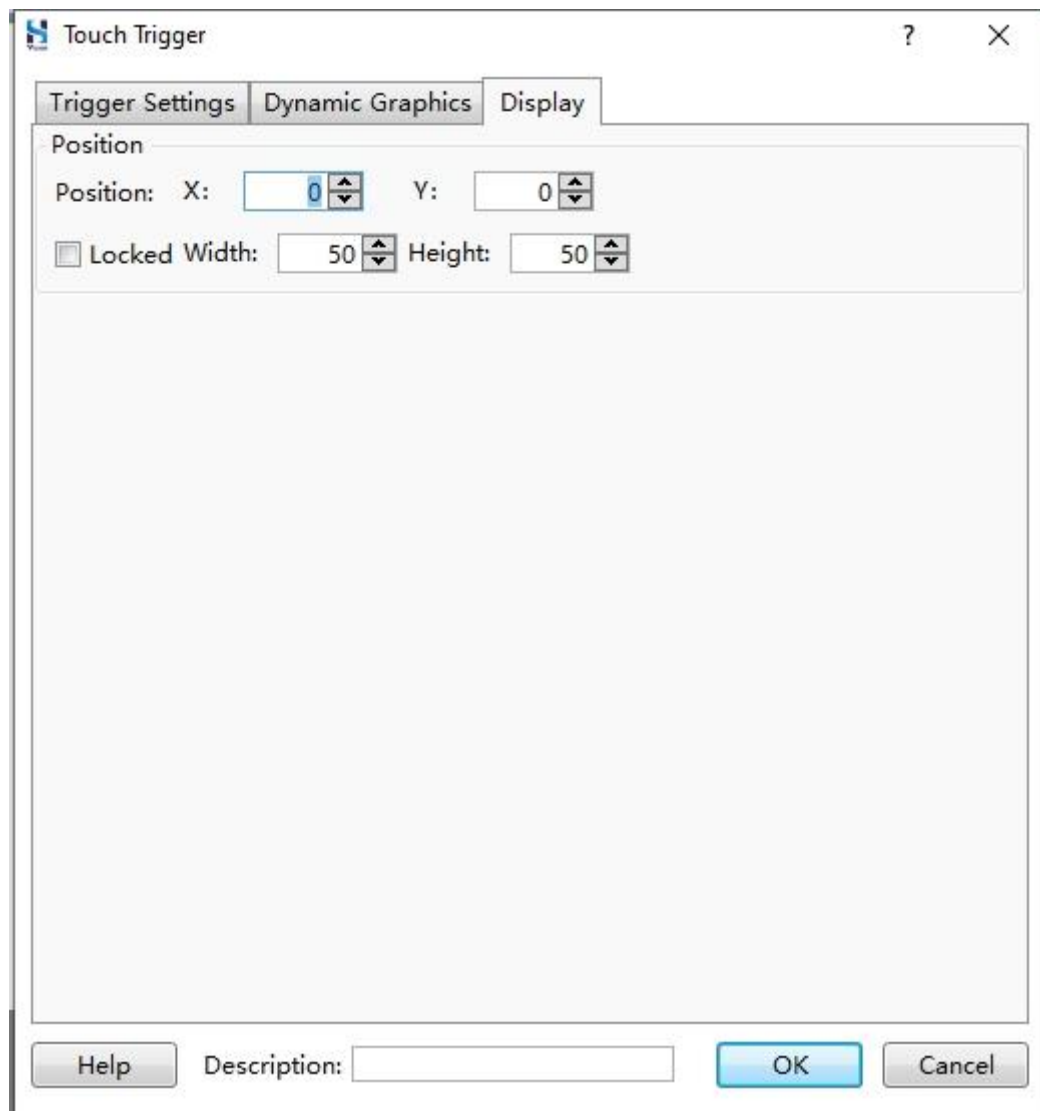 Touch Trigger ?
Trigger Settings Dynamic Graphics Display
Position
Position: X: 0 Y: 0
Locked Width: 50 Height: 50
Help Description: OK Cancel